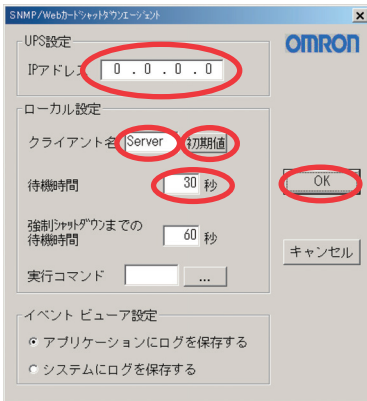 SNMP/Webｶｰﾄﾞｼｬｯﾄﾀﾞｳﾝｴｰｼﾞｪﾝﾄ
UPS設定
OMRON
IPアドレス 0 . 0 . 0 . 0
ローカル設定
クライアント名 Server 初期値
待機時間 30 秒
OK
強制ｼｬｯﾄﾀﾞｳﾝまでの
待機時間 60 秒
キャンセル
実行コマンド ...
イベント ビューア設定
アプリケーションにログを保存する
システムにログを保存する